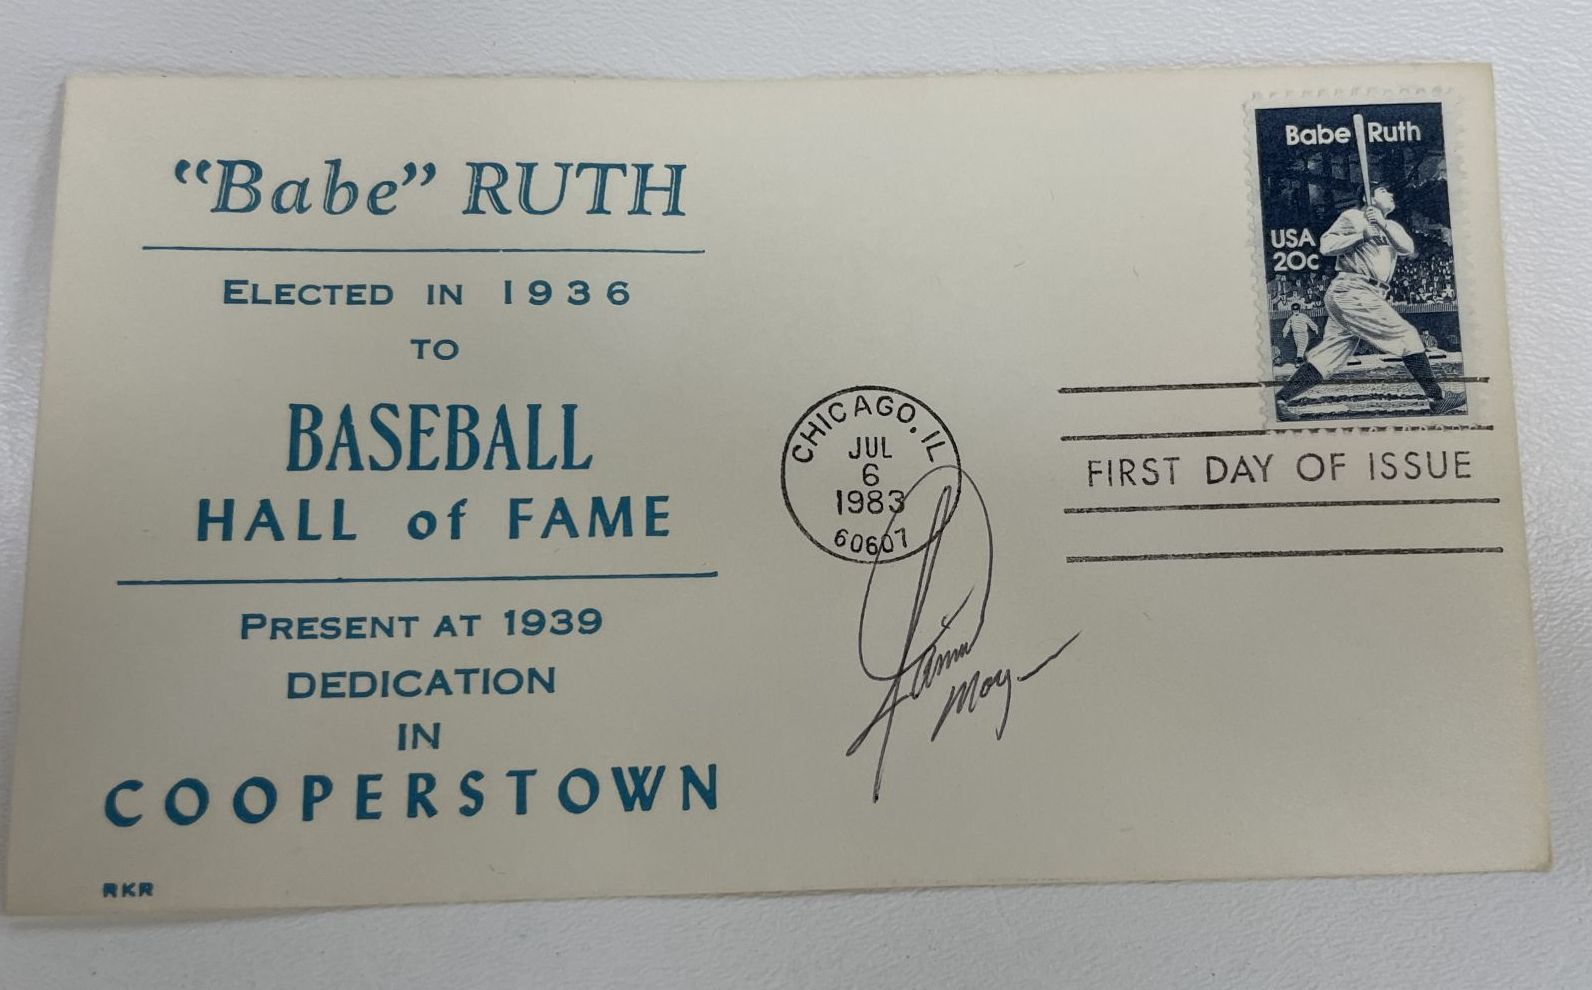 “Babe” RUTH
ELECTED IN 1936
TO
BASEBALL
HALL of FAME
PRESENT AT 1939
DEDICATION
IN
COOPERSTOWN
RKR
CHICAGO, IL
JUL
6
1983
60607
Babe Ruth
USA
20c
FIRST DAY OF ISSUE